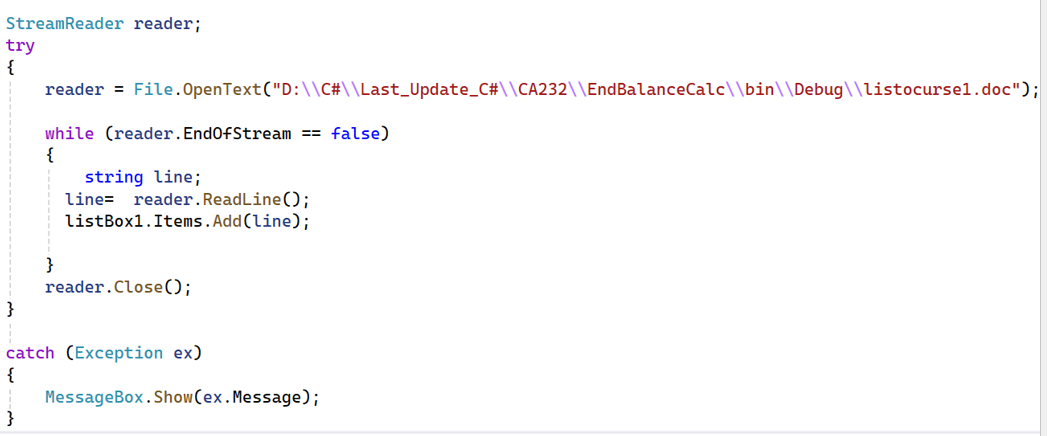 StreamReader reader;
try
{
    reader = File.OpenText("D:\\C#\\Last_Update_C#\\CA232\\EndBalanceCalc\\bin\\Debug\\listocurse1.doc");
    while (reader.EndOfStream == false)
    {
        string line;
      line=  reader.ReadLine();
      listBox1.Items.Add(line);
    }
    reader.Close();
}
catch (Exception ex)
{
    MessageBox.Show(ex.Message);
}